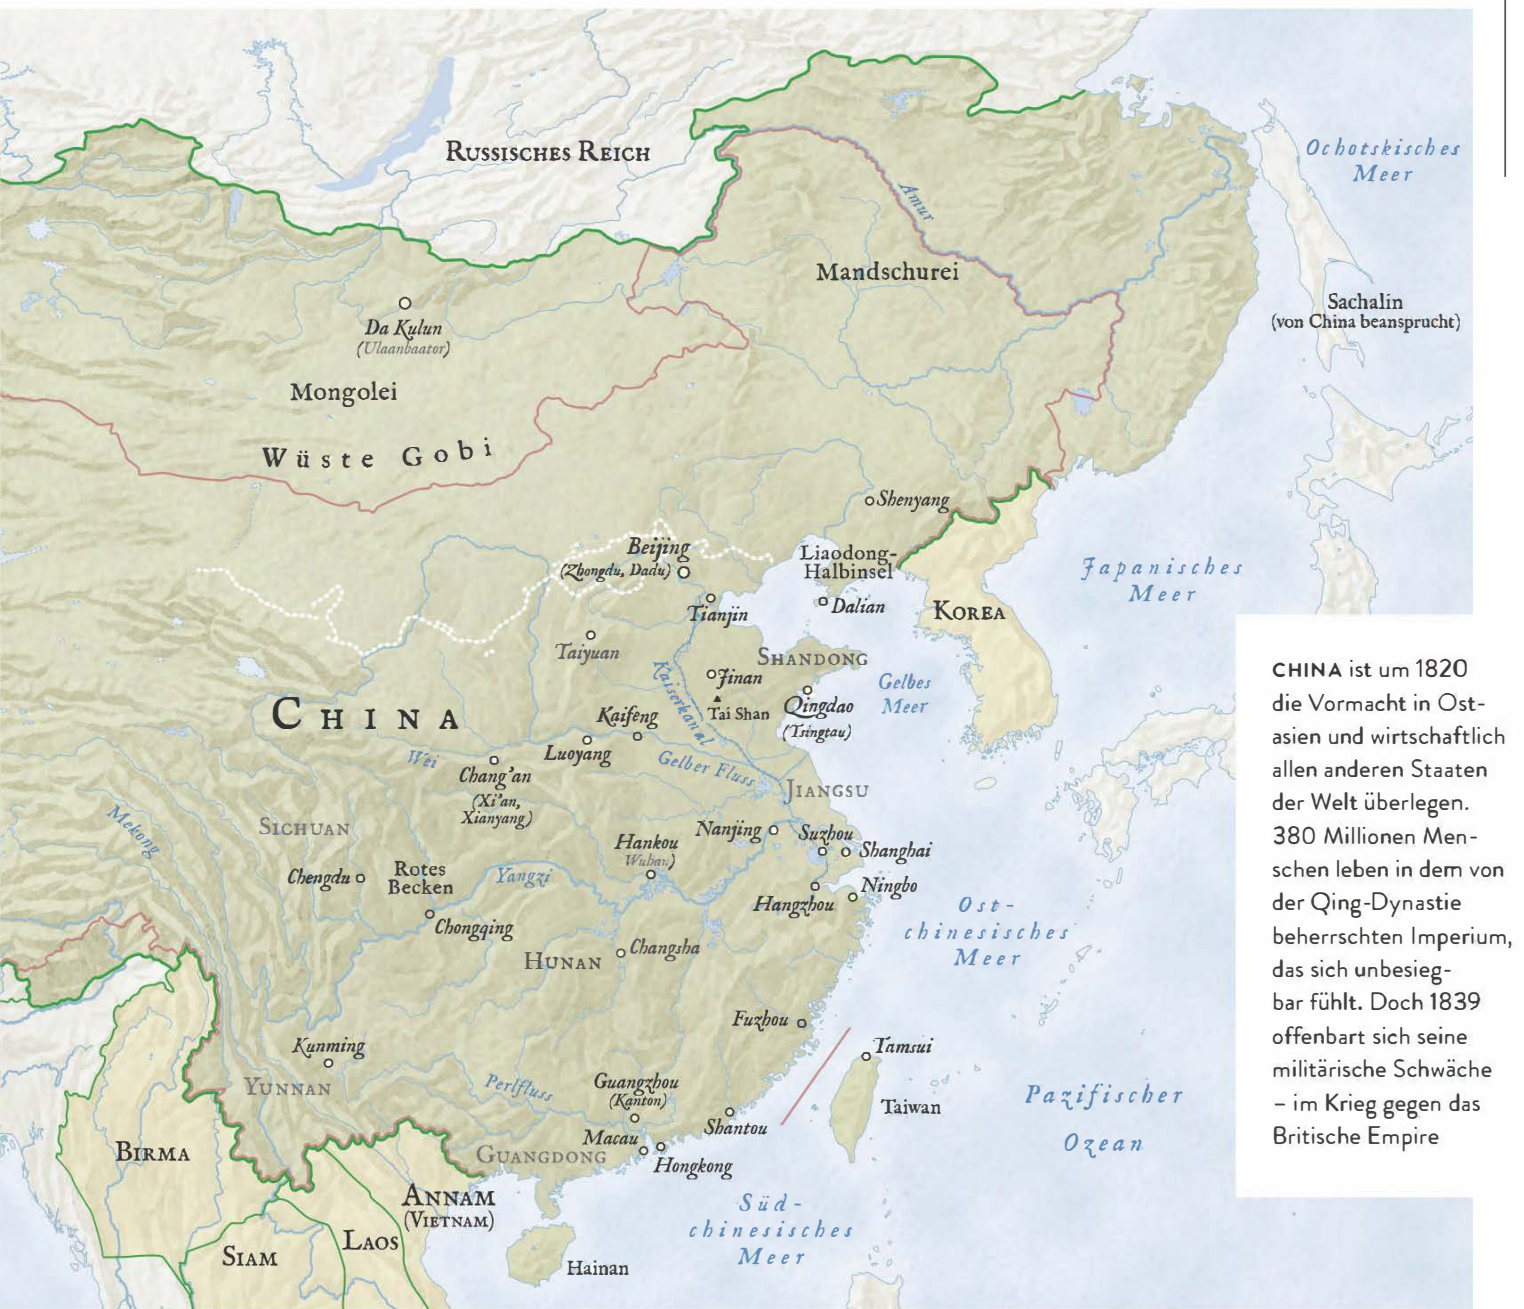 RUSSISCHES REICH
Ochotskisches
Meer
Amur
Mandschurei
Sachalin
(von China beansprucht)
Da Kulun
(Ulaanbaator)
Mongolei
Wüste Gobi
Shenyang
Beijing
(Zhongdu, Dadu)
Liaodong-
Halbinsel
Japanisches
Meer
Tianjin
Dalian
KOREA
Taiyuan
SHANDONG
Jinan
Kaiserkanal
Gelbes
Meer
CHINA
Kaifeng
Tai Shan
Qingdao
(Tsingtau)
Luoyang
Wei
Gelber Fluss
Chang’an
(Xi’an,
Xianyang)
JIANGSU
Mekong
SICHUAN
Nanjing
Suzhou
Hankou
Wuhan)
Shanghai
Chengdu
Rotes
Becken
Yangzi
Ningbo
Hangzhou
Chongqing
Ost-
chinesisches
Meer
HUNAN
Changsha
Fuzhou
Kunming
Tamsui
YUNNAN
Perlfluss
Guangzhou
(Kanton)
Taiwan
Pazifischer
Ozean
Shantou
Macau
BIRMA
GUANGDONG
Hongkong
ANNAM
(VIETNAM)
Süd-
chinesisches
Meer
LAOS
SIAM
Hainan
CHINA ist um 1820
die Vormacht in Ost-
asien und wirtschaftlich
allen anderen Staaten
der Welt überlegen.
380 Millionen Men-
schen leben in dem von
der Qing-Dynastie
beherrschten Imperium,
das sich unbesieg-
bar fühlt. Doch 1839
offenbart sich seine
militärische Schwäche
– im Krieg gegen das
Britische Empire